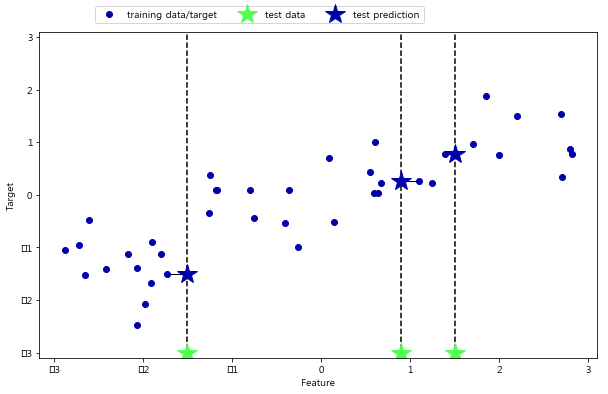 training data/target test data test prediction
3
2
1
0
▯1
▯2
▯3
Target
▯3 ▯2 ▯1 0 1 2 3
Feature